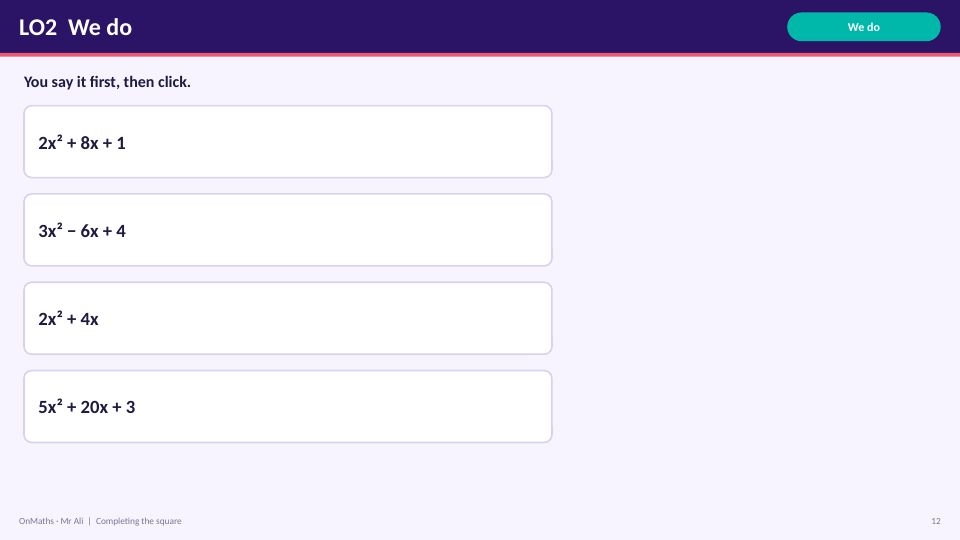 LO2  We do
We do
You say it first, then click.
2x² + 8x + 1
3x² − 6x + 4
2x² + 4x
5x² + 20x + 3
OnMaths - Mr Ali  |  Completing the square
12